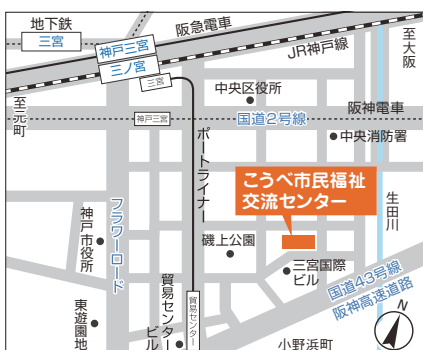 地下鉄
三宮
阪急電車
神戸三宮
三ノ宮
三宮
JR神戸線
至大阪
中央区役所
阪神電車
至元町
神戸三宮
国道2号線
中央消防署
ポートライナー
こうべ市民福祉
交流センター
生田川
フラワーロード
神戸市役所
磯上公園
三宮国際
ビル
国道43号線
阪神高速道路
東遊園地
貿易センター
ビル
貿易センター
小野浜町
N